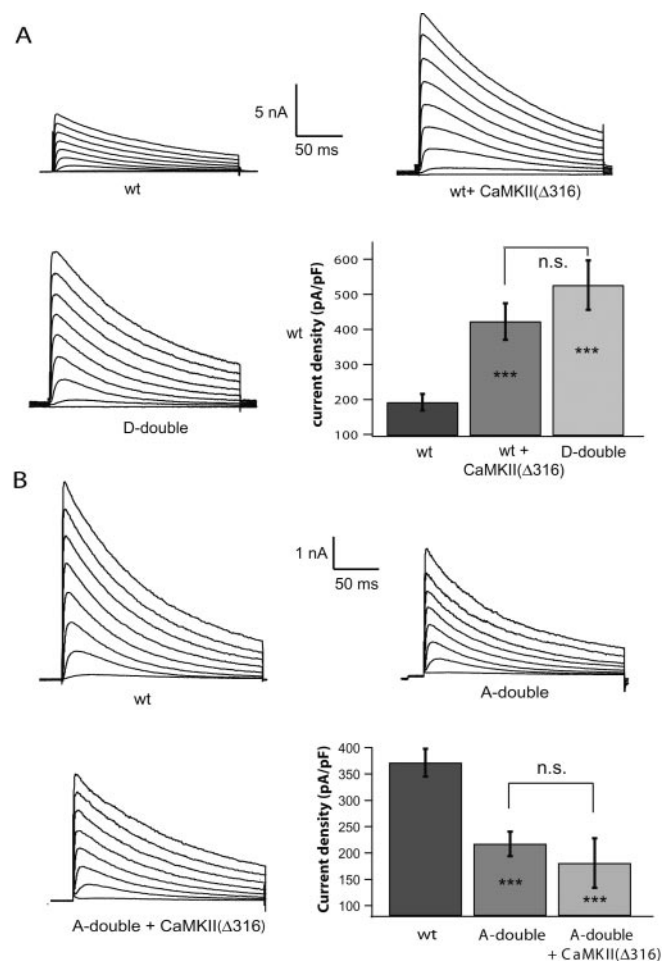 A
5 nA
50 ms
wt
wt+ CaMKII(Δ316)
D-double
wt
current density (pA/pF)
600
500
400
300
200
100
n.s.
***
***
wt
wt +
CaMKII(Δ316)
D-double
B
1 nA
50 ms
wt
A-double
A-double + CaMKII(Δ316)
Current density (pA/pF)
400
350
300
250
200
150
100
n.s.
***
***
wt
A-double
A-double
+ CaMKII(Δ316)